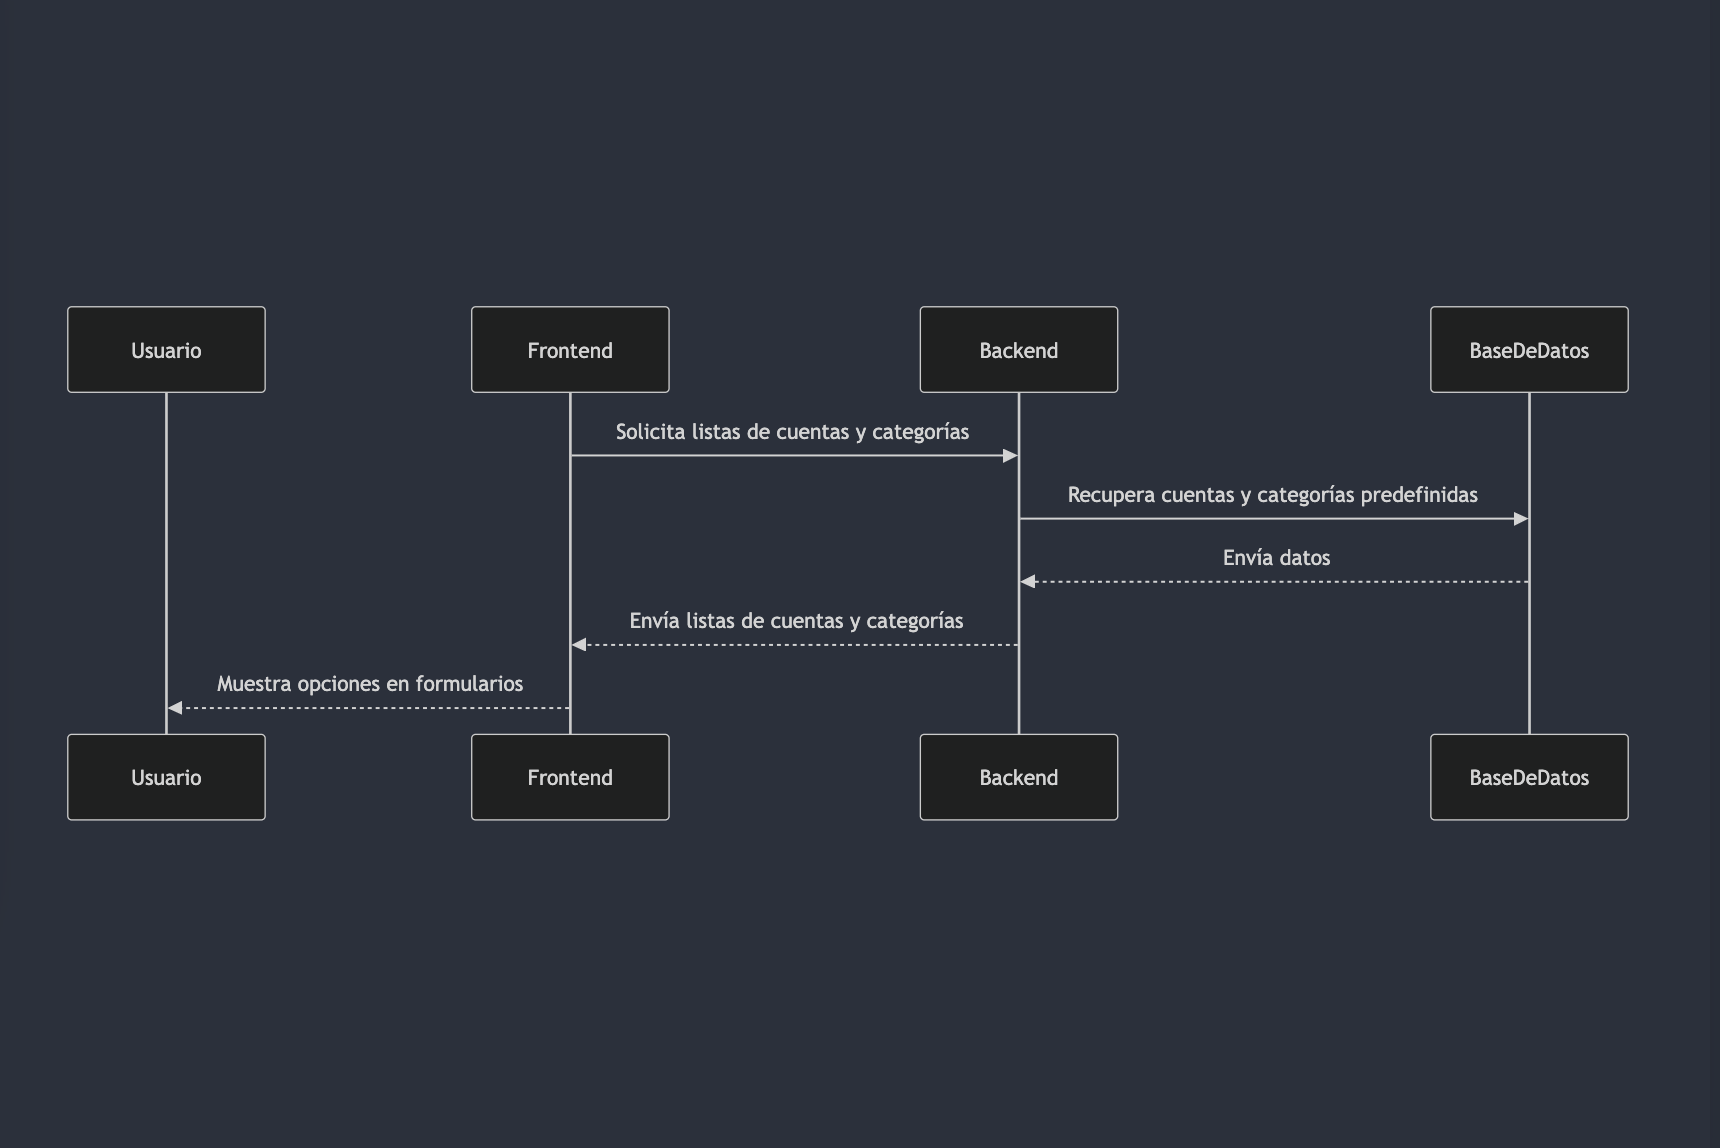 Usuario
Frontend
Backend
BaseDeDatos
Solicita listas de cuentas y categorías
Recupera cuentas y categorías predefinidas
Envía datos
Envía listas de cuentas y categorías
Muestra opciones en formularios
Usuario
Frontend
Backend
BaseDeDatos